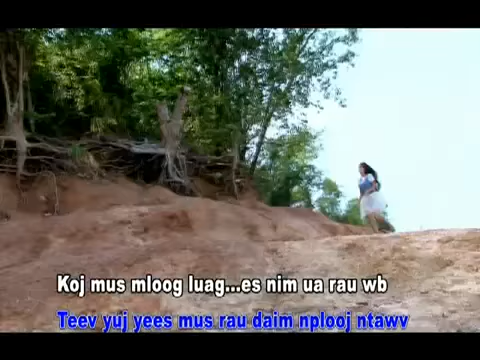 Koj mus mloog luag...es nim ua rau wb
Teev yuj yees mus rau daim nplooj ntawv